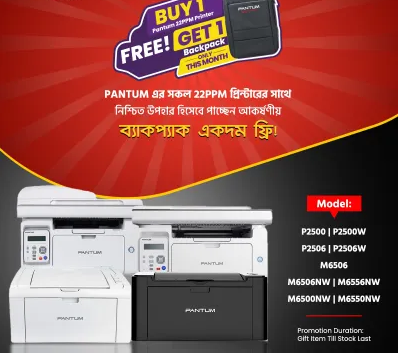 BUY 1
Pantum 22PPM Printer
FREE! GET 1
Backpack
ONLY
THIS MONTH
PANTUM
PANTUM এর সকল 22PPM প্রিন্টারের সাথে
নিশ্চিত উপহার হিসেবে পাচ্ছেন আকর্ষণীয়
ব্যাকপ্যাক একদম ফ্রি!
Model:
P2500 | P2500W
P2506 | P2506W
M6506
M6506NW | M6556NW
M6500NW | M6550NW
PANTUM
PANTUM
PANTUM
PANTUM
Promotion Duration:
Gift Item Till Stock Last